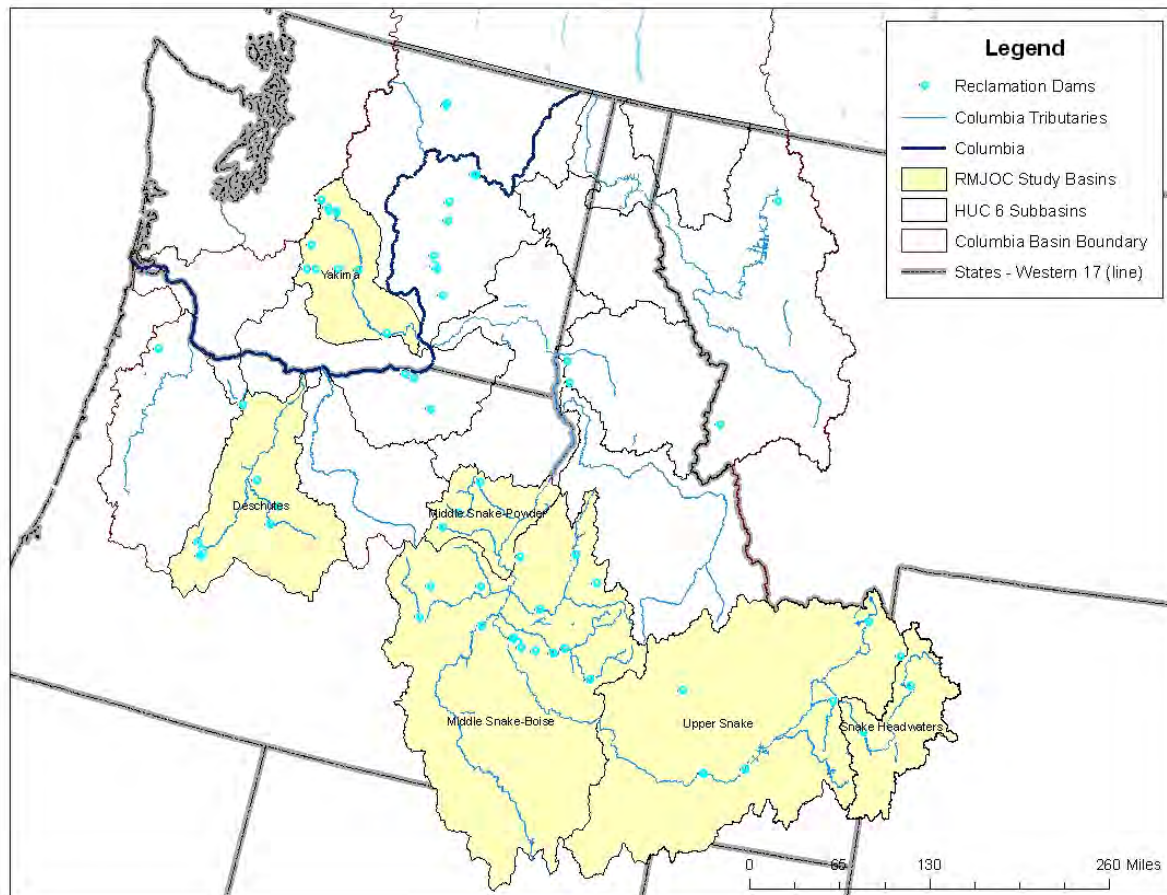 Legend
Reclamation Dams
Columbia Tributaries
Columbia
RMJOC Study Basins
HUC 6 Subbasins
Columbia Basin Boundary
States - Western 17 (line)
Yakima
Deschutes
Middle Snake-Powder
Middle Snake-Boise
Upper Snake
Snake Headwaters
0 65 130 260 Miles